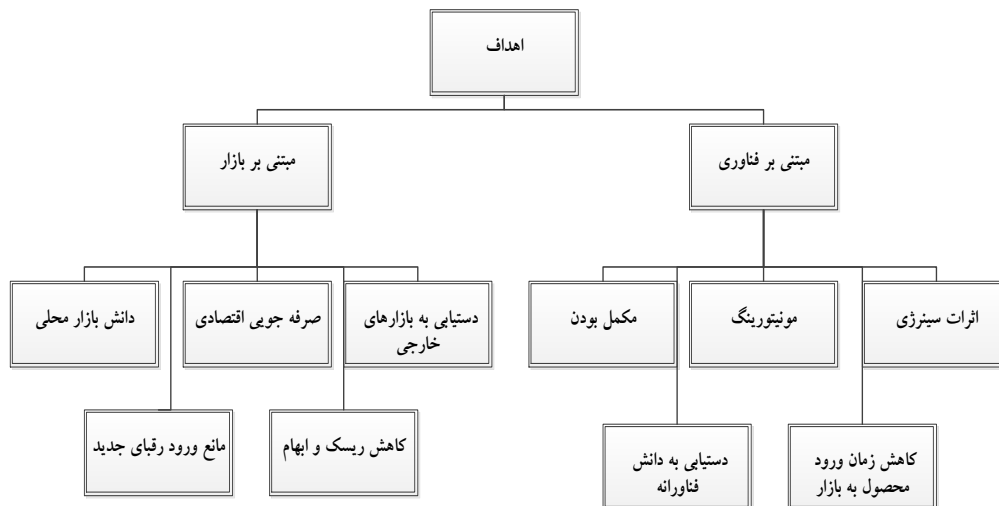 اهداف
مبتنی بر فناوری
مبتنی بر بازار
اثرات سینرژی
مونیتورینگ
مکمل بودن
دستیابی به بازارهای
خارجی
صرفه جویی اقتصادی
دانش بازار محلی
کاهش زمان ورود
محصول به بازار
دستیابی به دانش
فناورانه
کاهش ریسک و ابهام
مانع ورود رقبای جدید